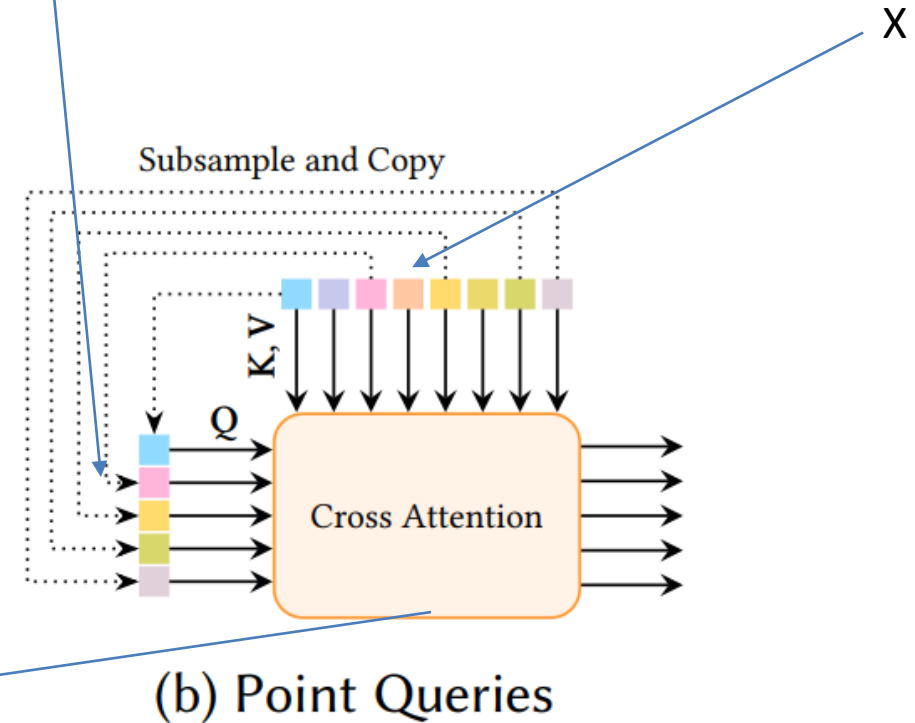 X
Subsample and Copy
K, V
Q
Cross Attention
(b) Point Queries